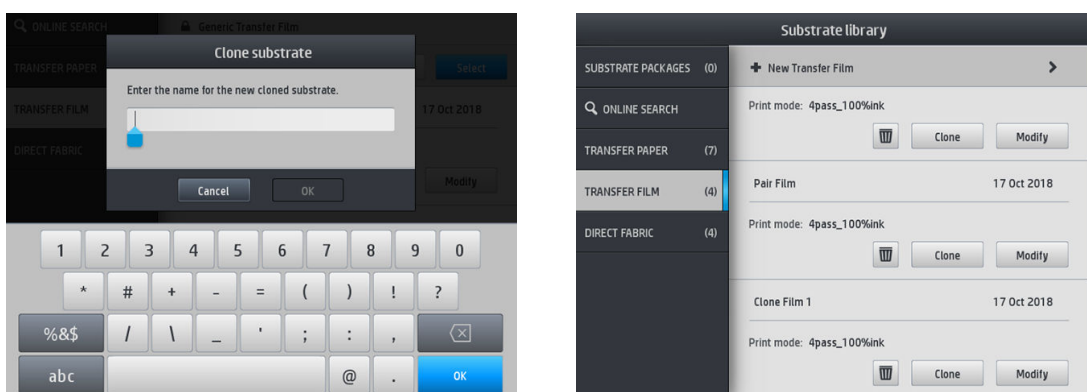 ONLINE SEARCH
Generic Transfer Film
Clone substrate
TRANSFER PAPER
Select
Enter the name for the new cloned substrate.
TRANSFER FILM
17 Oct 2018
DIRECT FABRIC
Modify
Cancel
OK
1 2 3 4 5 6 7 8 9 0
* # + - = ( ) ! ?
%&$ / \ _ ' ; : ,
abc @ . OK
Substrate library
SUBSTRATE PACKAGES (0)
+ New Transfer Film
ONLINE SEARCH
Print mode: 4pass_100%ink
Clone
Modify
TRANSFER PAPER (7)
TRANSFER FILM (4)
Pair Film
17 Oct 2018
DIRECT FABRIC (4)
Print mode: 4pass_100%ink
Clone
Modify
Clone Film 1
17 Oct 2018
Print mode: 4pass_100%ink
Clone
Modify